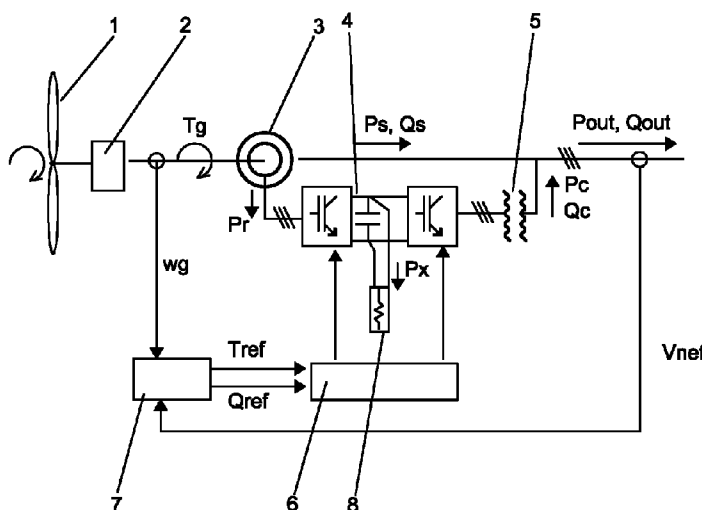 1
2
3
4
5
Tg
Ps, Qs
Pout, Qout
Pr
Pc
Qc
Px
wg
Tref
Qref
Vnef
7
6
8